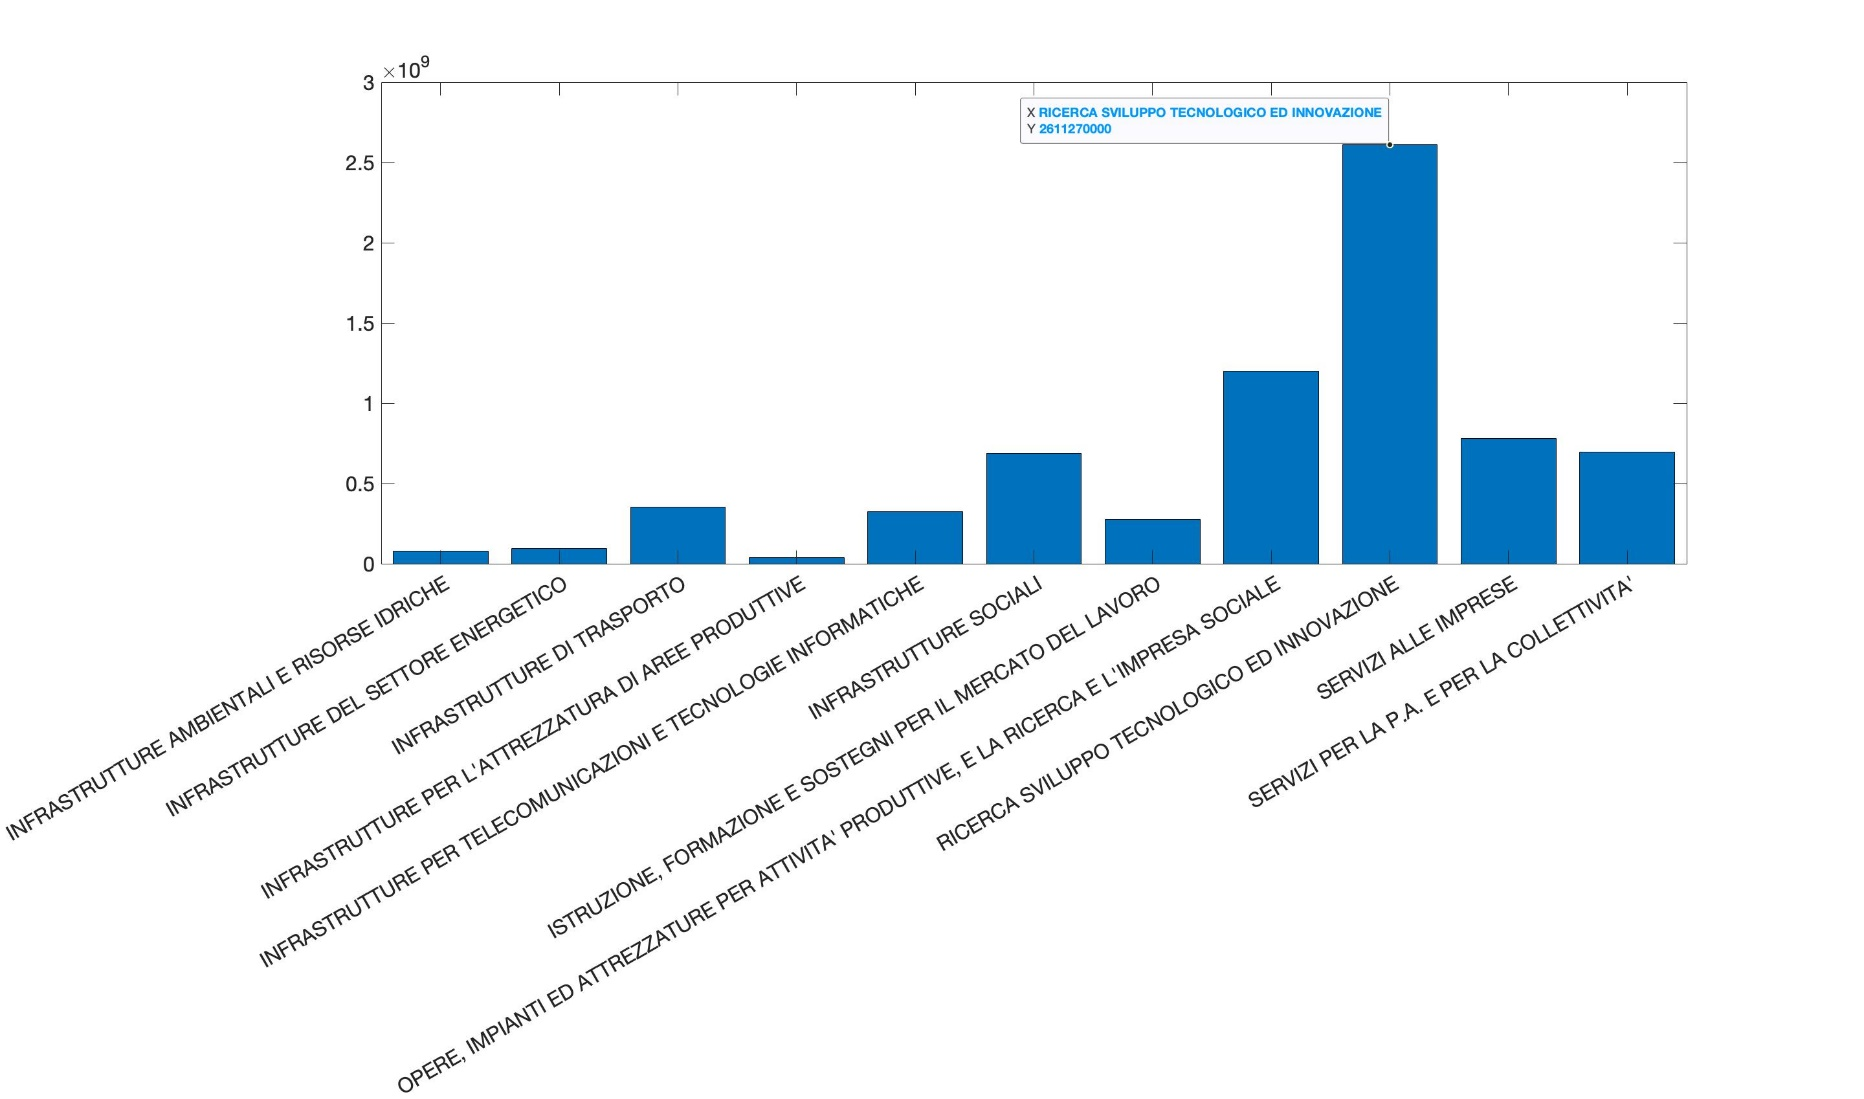 ×10⁹
3
2.5
2
1.5
1
0.5
0
X RICERCA SVILUPPO TECNOLOGICO ED INNOVAZIONE
Y 2611270000
INFRASTRUTTURE AMBIENTALI E RISORSE IDRICHE
INFRASTRUTTURE DEL SETTORE ENERGETICO
INFRASTRUTTURE DI TRASPORTO
INFRASTRUTTURE PER L'ATTREZZATURA DI AREE PRODUTTIVE
INFRASTRUTTURE PER TELECOMUNICAZIONI E TECNOLOGIE INFORMATICHE
INFRASTRUTTURE SOCIALI
ISTRUZIONE, FORMAZIONE E SOSTEGNI PER IL MERCATO DEL LAVORO
OPERE, IMPIANTI ED ATTREZZATURE PER ATTIVITA' PRODUTTIVE, E LA RICERCA E L'IMPRESA SOCIALE
RICERCA SVILUPPO TECNOLOGICO ED INNOVAZIONE
SERVIZI ALLE IMPRESE
SERVIZI PER LA P.A. E PER LA COLLETTIVITA'